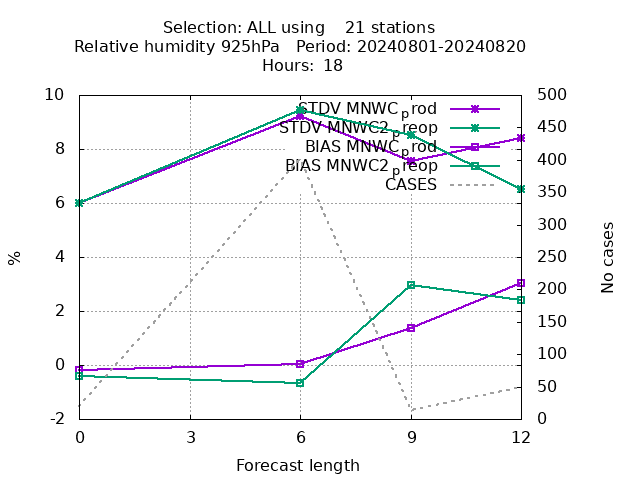 Selection: ALL using 21 stations
Relative humidity 925hPa Period: 20240801-20240820
Hours: 18
STDV MNWC_prod
STDV MNWC2_preop
BIAS MNWC_prod
BIAS MNWC2_preop
CASES
10
8
6
4
2
0
-2
%
500
450
400
350
300
250
200
150
100
50
0
No cases
0 3 6 9 12
Forecast length